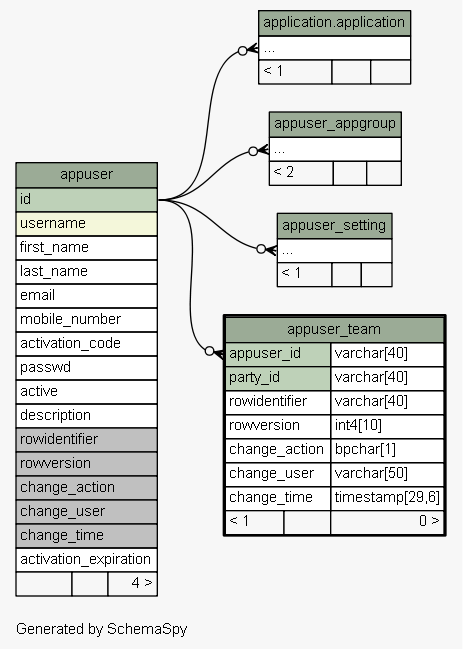 application.application
...
< 1
appuser_appgroup
...
< 2
appuser_setting
...
< 1
appuser
id
username
first_name
last_name
email
mobile_number
activation_code
passwd
active
description
rowidentifier
rowversion
change_action
change_user
change_time
activation_expiration
4 >
appuser_team
appuser_id varchar[40]
party_id varchar[40]
rowidentifier varchar[40]
rowversion int4[10]
change_action bpchar[1]
change_user varchar[50]
change_time timestamp[29,6]
< 1 0 >
Generated by SchemaSpy